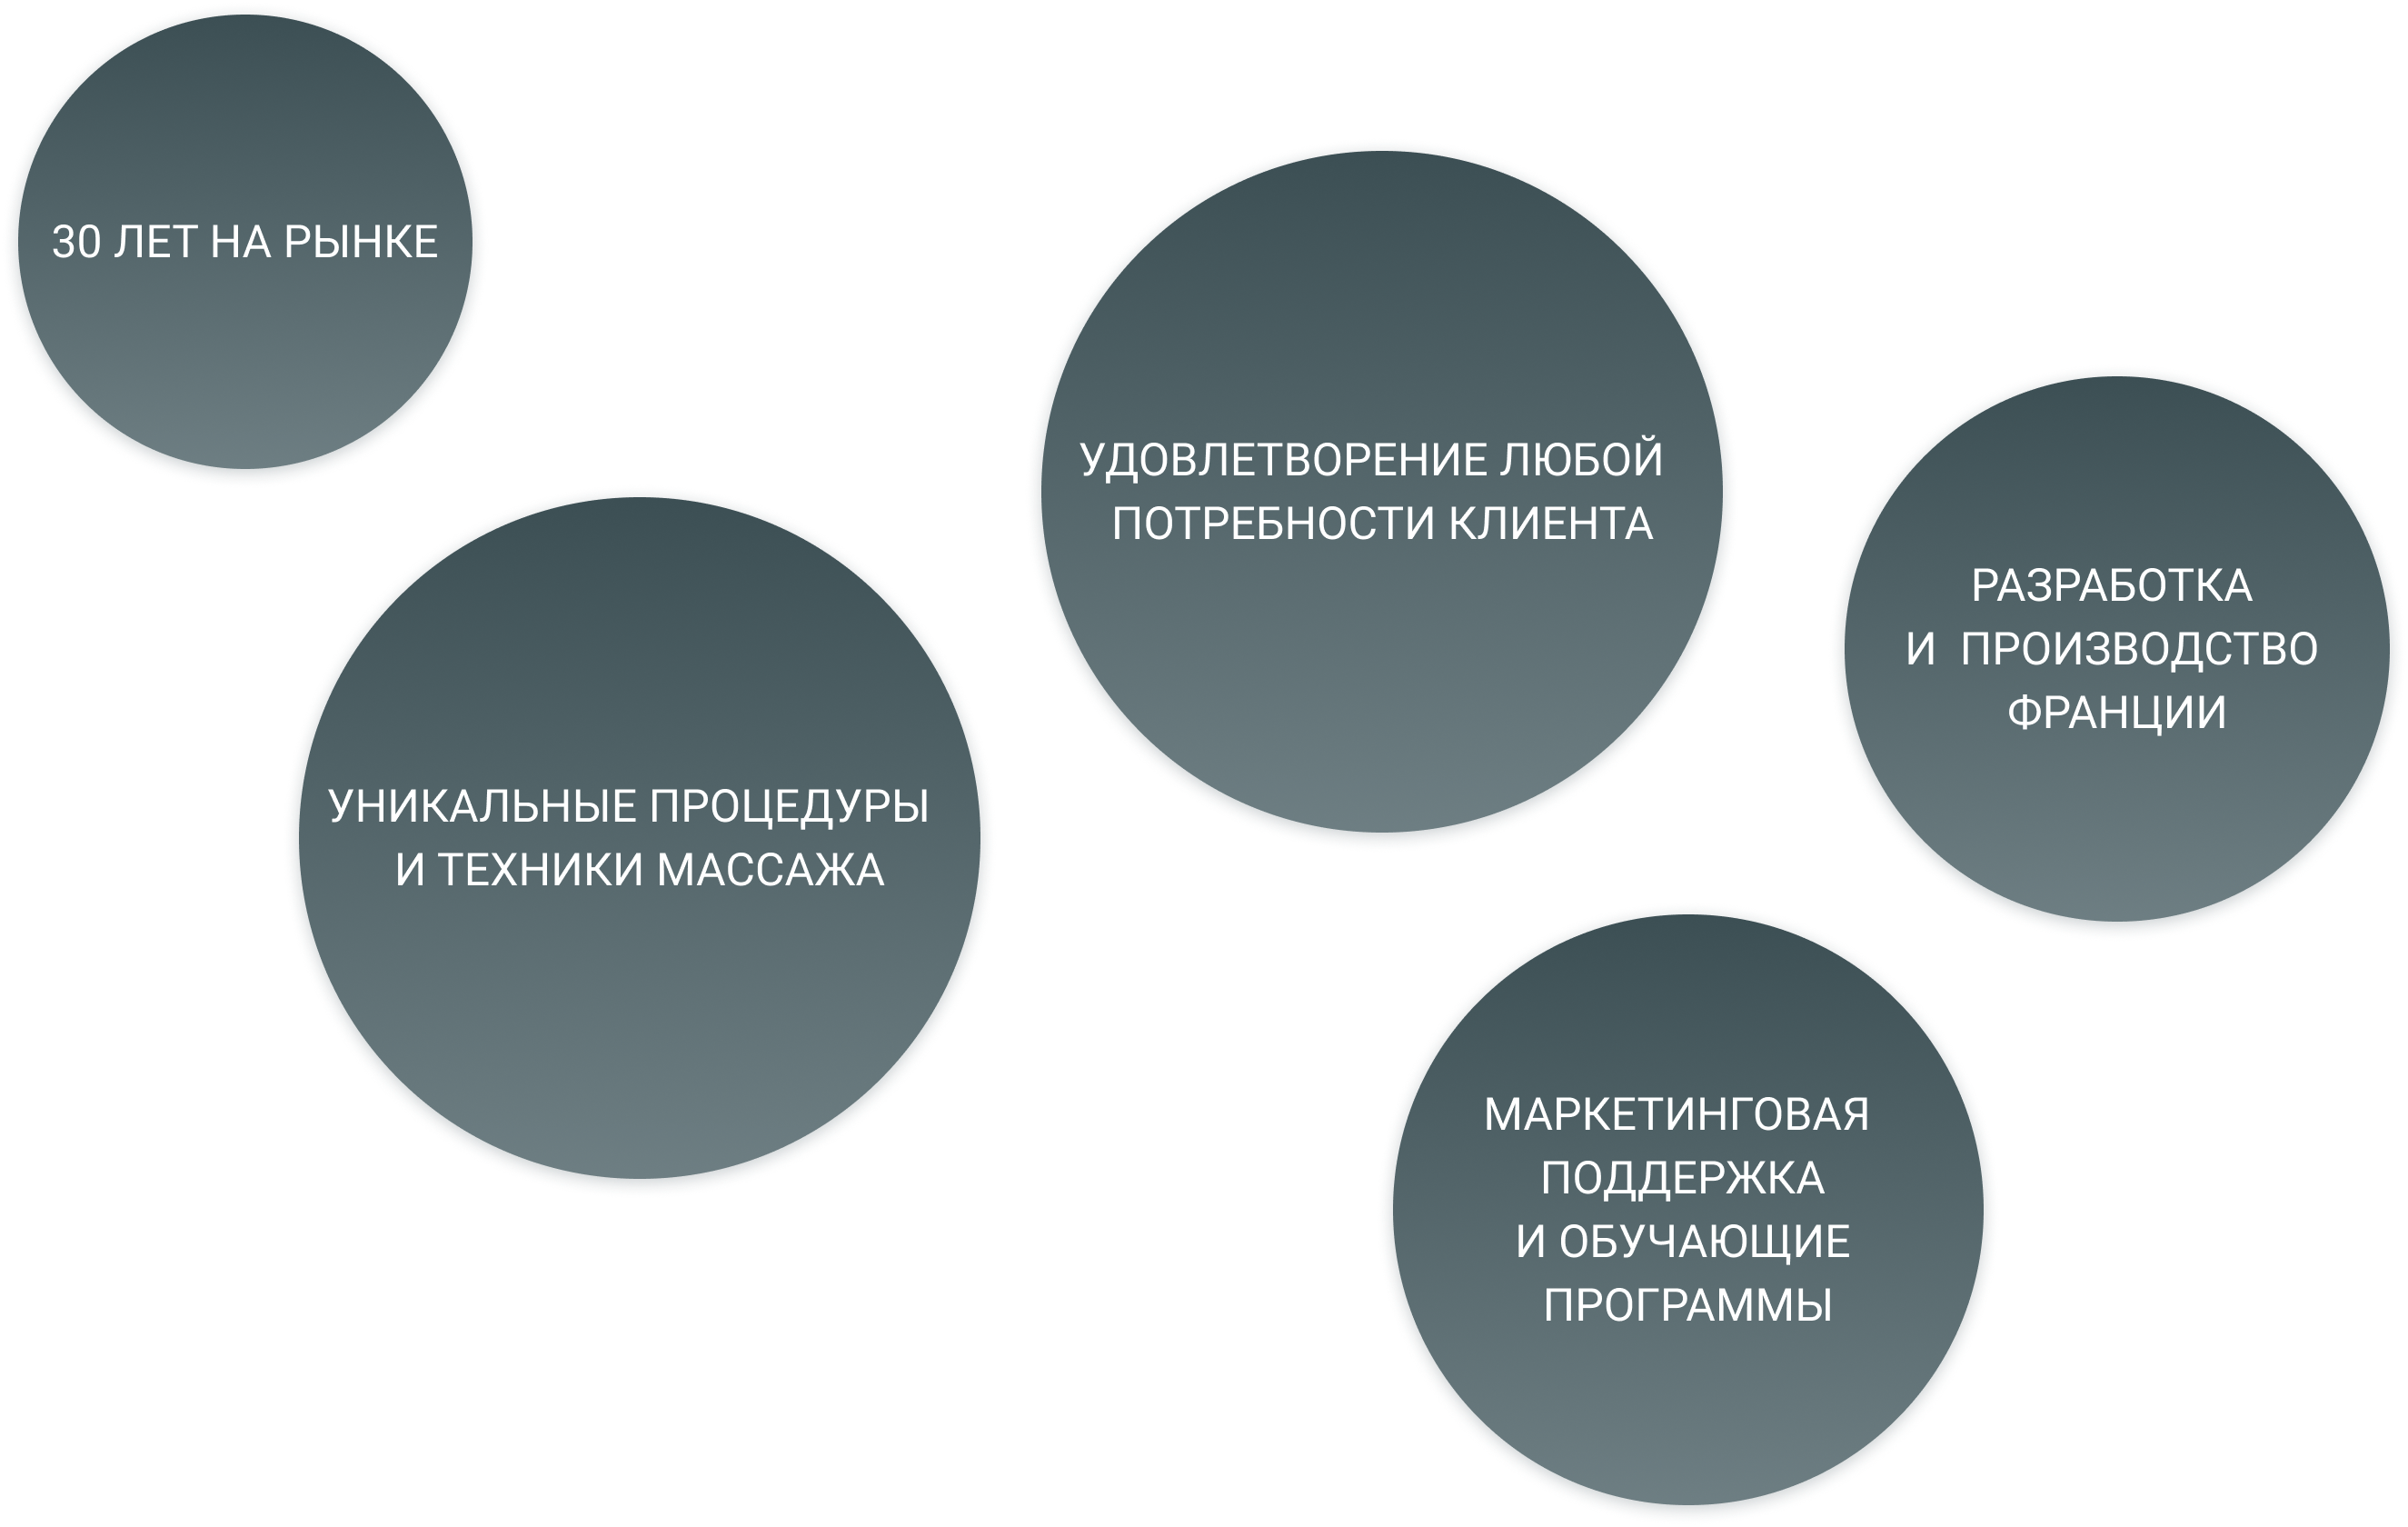 30 ЛЕТ НА РЫНКЕ
УНИКАЛЬНЫЕ ПРОЦЕДУРЫ
И ТЕХНИКИ МАССАЖА
УДОВЛЕТВОРЕНИЕ ЛЮБОЙ
ПОТРЕБНОСТИ КЛИЕНТА
РАЗРАБОТКА
И ПРОИЗВОДСТВО
ФРАНЦИИ
МАРКЕТИНГОВАЯ
ПОДДЕРЖКА
И ОБУЧАЮЩИЕ
ПРОГРАММЫ